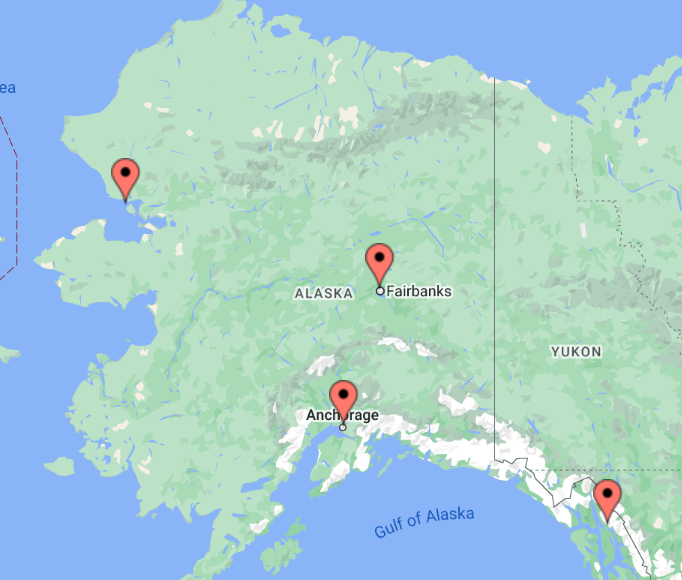 ea
ALASKA
Fairbanks
YUKON
Anchorage
Gulf of Alaska